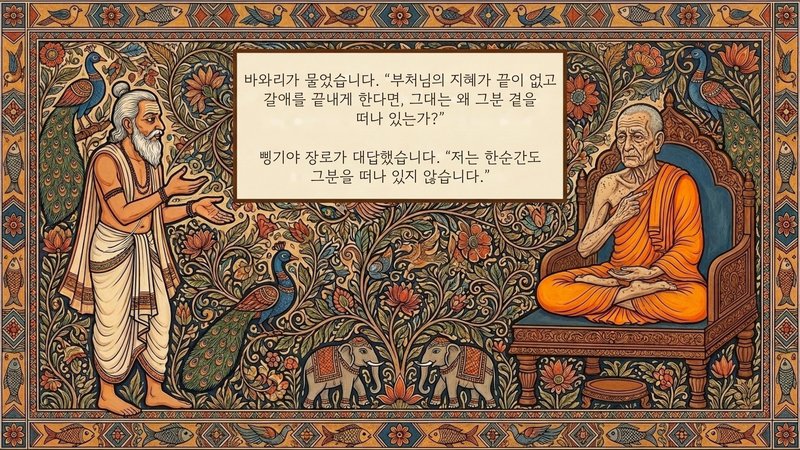 바와리가 물었습니다. “부처님의 지혜가 끝이 없고
갈애를 끝내게 한다면, 그대는 왜 그분 곁을
떠나 있는가?”
삥기야 장로가 대답했습니다. “저는 한순간도
그분을 떠나 있지 않습니다.”